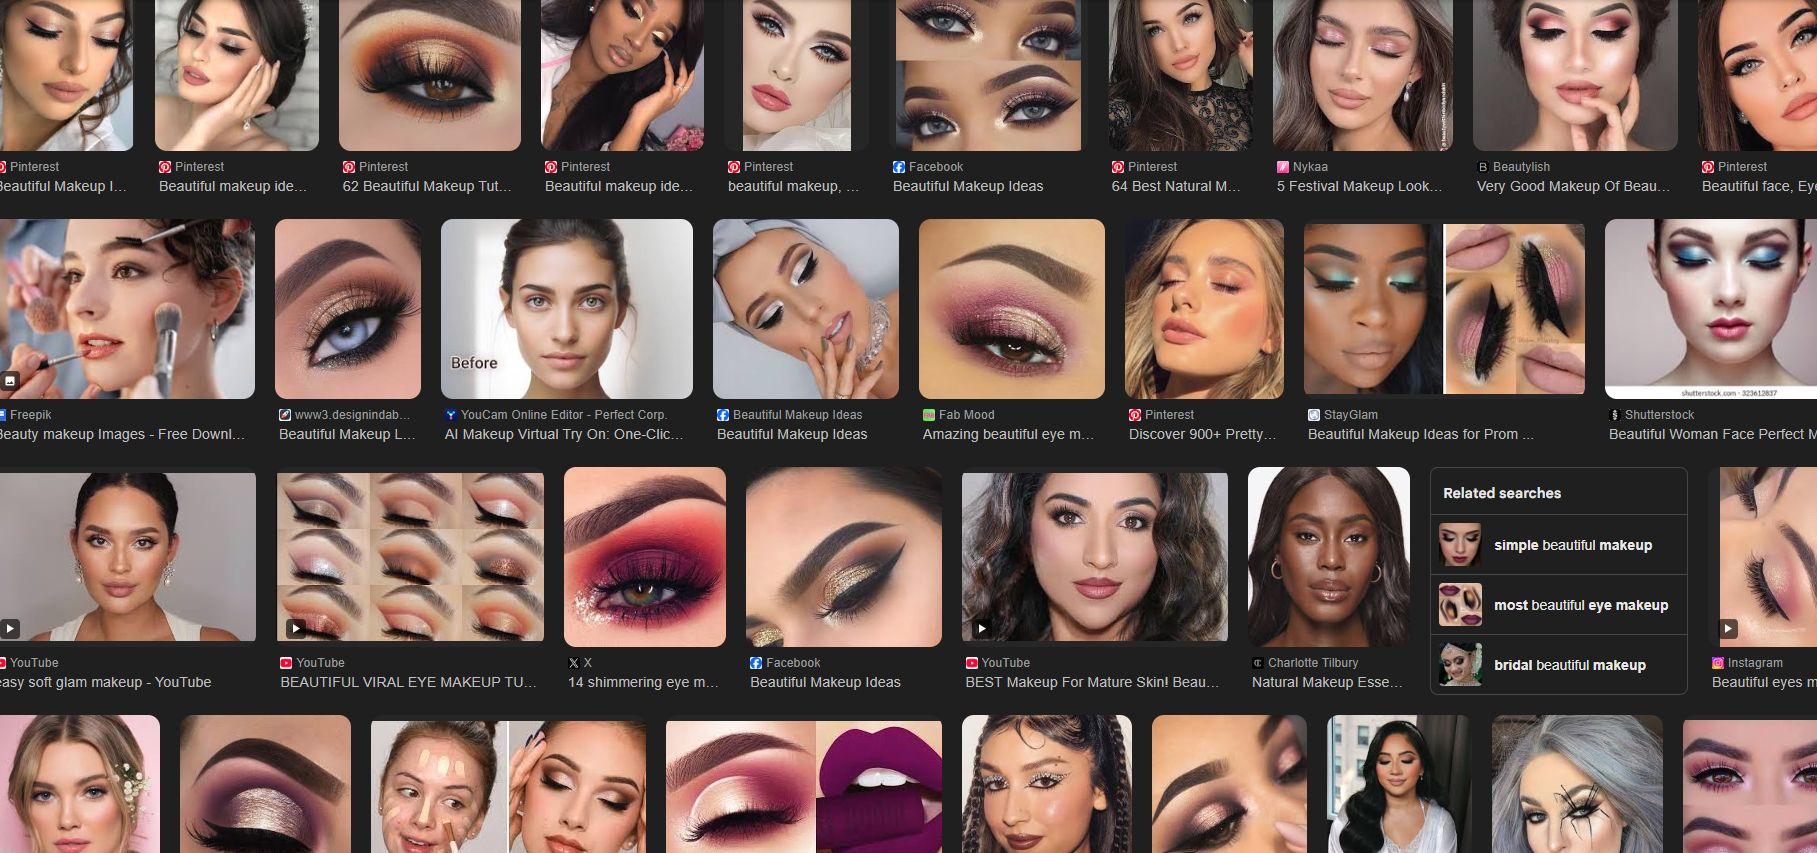 Pinterest
Beautiful Makeup I...
Pinterest
Beautiful makeup ide...
Pinterest
62 Beautiful Makeup Tut...
Pinterest
Beautiful makeup ide...
Pinterest
beautiful makeup, ...
Facebook
Beautiful Makeup Ideas
Pinterest
64 Best Natural M...
Nykaa
5 Festival Makeup Look...
B Beautylish
Very Good Makeup Of Beau...
Pinterest
Beautiful face, Eye
Before
shutterstock.com · 323612837
Freepik
Beauty makeup Images - Free Downl...
www3.designindab...
Beautiful Makeup L...
YouCam Online Editor - Perfect Corp.
AI Makeup Virtual Try On: One-Clic...
Beautiful Makeup Ideas
Beautiful Makeup Ideas
Fab Mood
Amazing beautiful eye m...
Pinterest
Discover 900+ Pretty...
StayGlam
Beautiful Makeup Ideas for Prom ...
Shutterstock
Beautiful Woman Face Perfect M
YouTube
easy soft glam makeup - YouTube
YouTube
BEAUTIFUL VIRAL EYE MAKEUP TU...
X
14 shimmering eye m...
Facebook
Beautiful Makeup Ideas
YouTube
BEST Makeup For Mature Skin! Beau...
Charlotte Tilbury
Natural Makeup Esse...
Related searches
simple beautiful makeup
most beautiful eye makeup
bridal beautiful makeup
Instagram
Beautiful eyes m